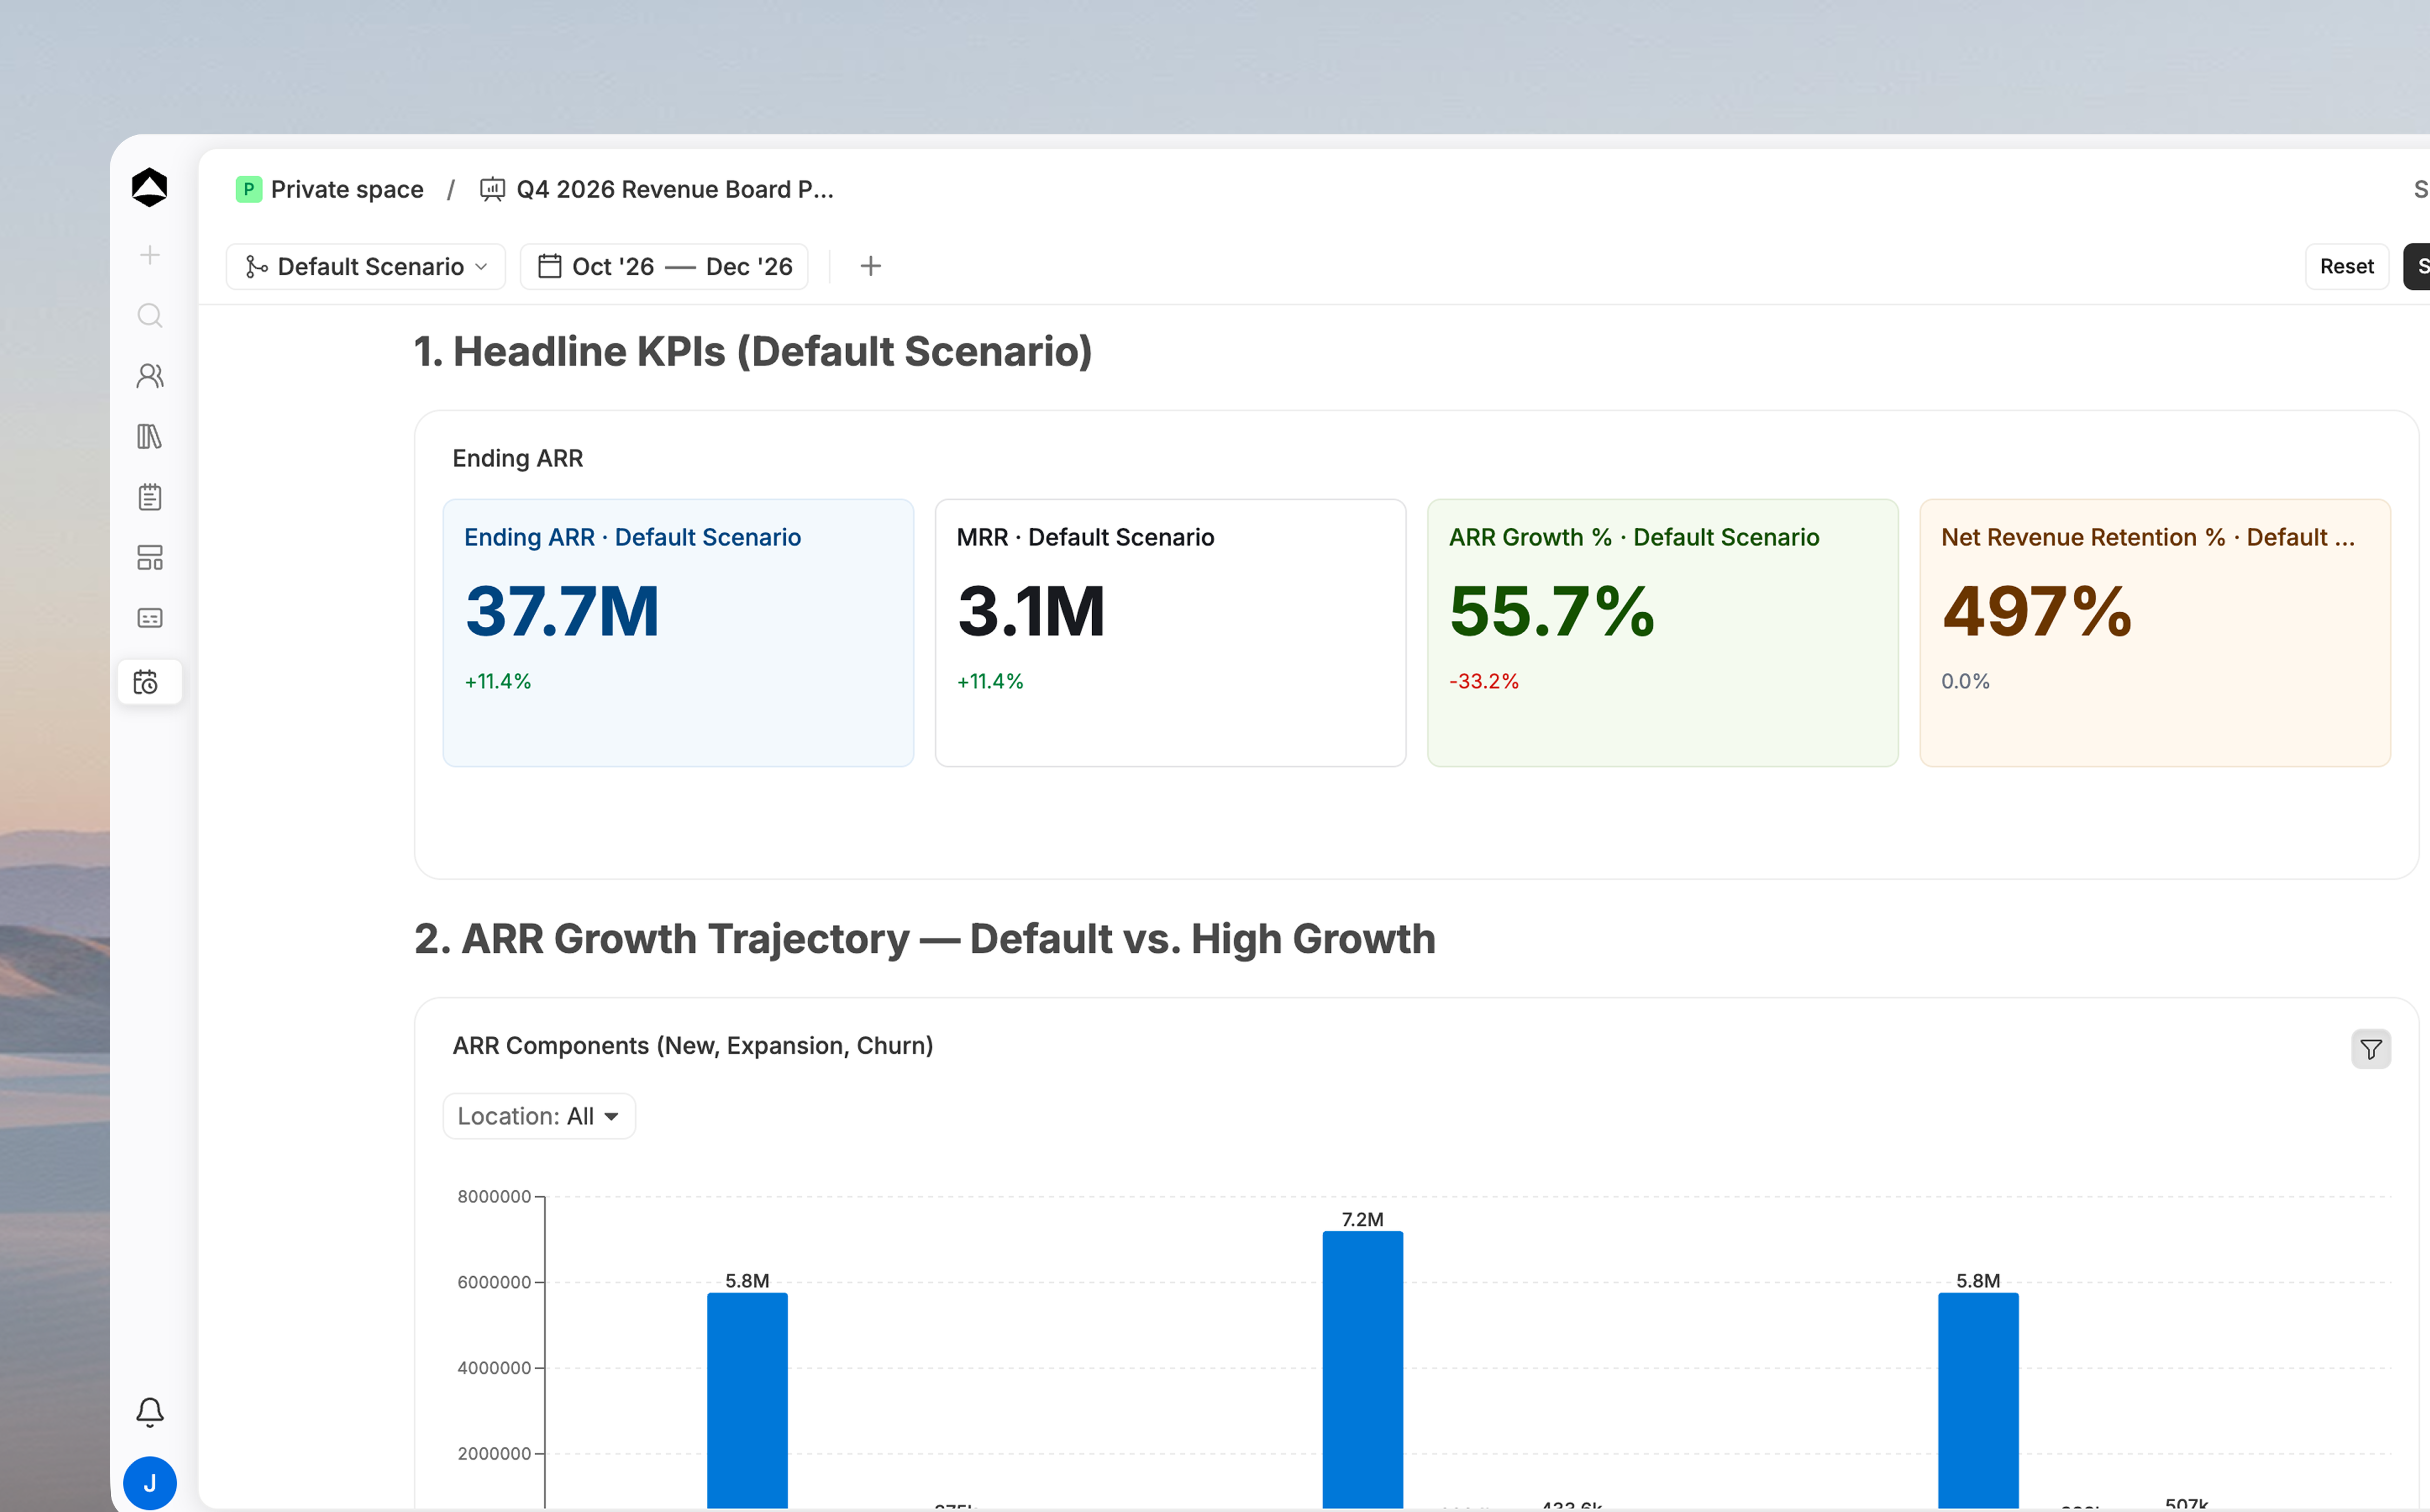 P Private space / Q4 2026 Revenue Board P...
Default Scenario Oct '26 — Dec '26
Reset
1. Headline KPIs (Default Scenario)
Ending ARR
Ending ARR · Default Scenario
37.7M
+11.4%
MRR · Default Scenario
3.1M
+11.4%
ARR Growth % · Default Scenario
55.7%
-33.2%
Net Revenue Retention % · Default ...
497%
0.0%
2. ARR Growth Trajectory — Default vs. High Growth
ARR Components (New, Expansion, Churn)
Location: All
8000000
6000000
4000000
2000000
5.8M
7.2M
5.8M
507k
J